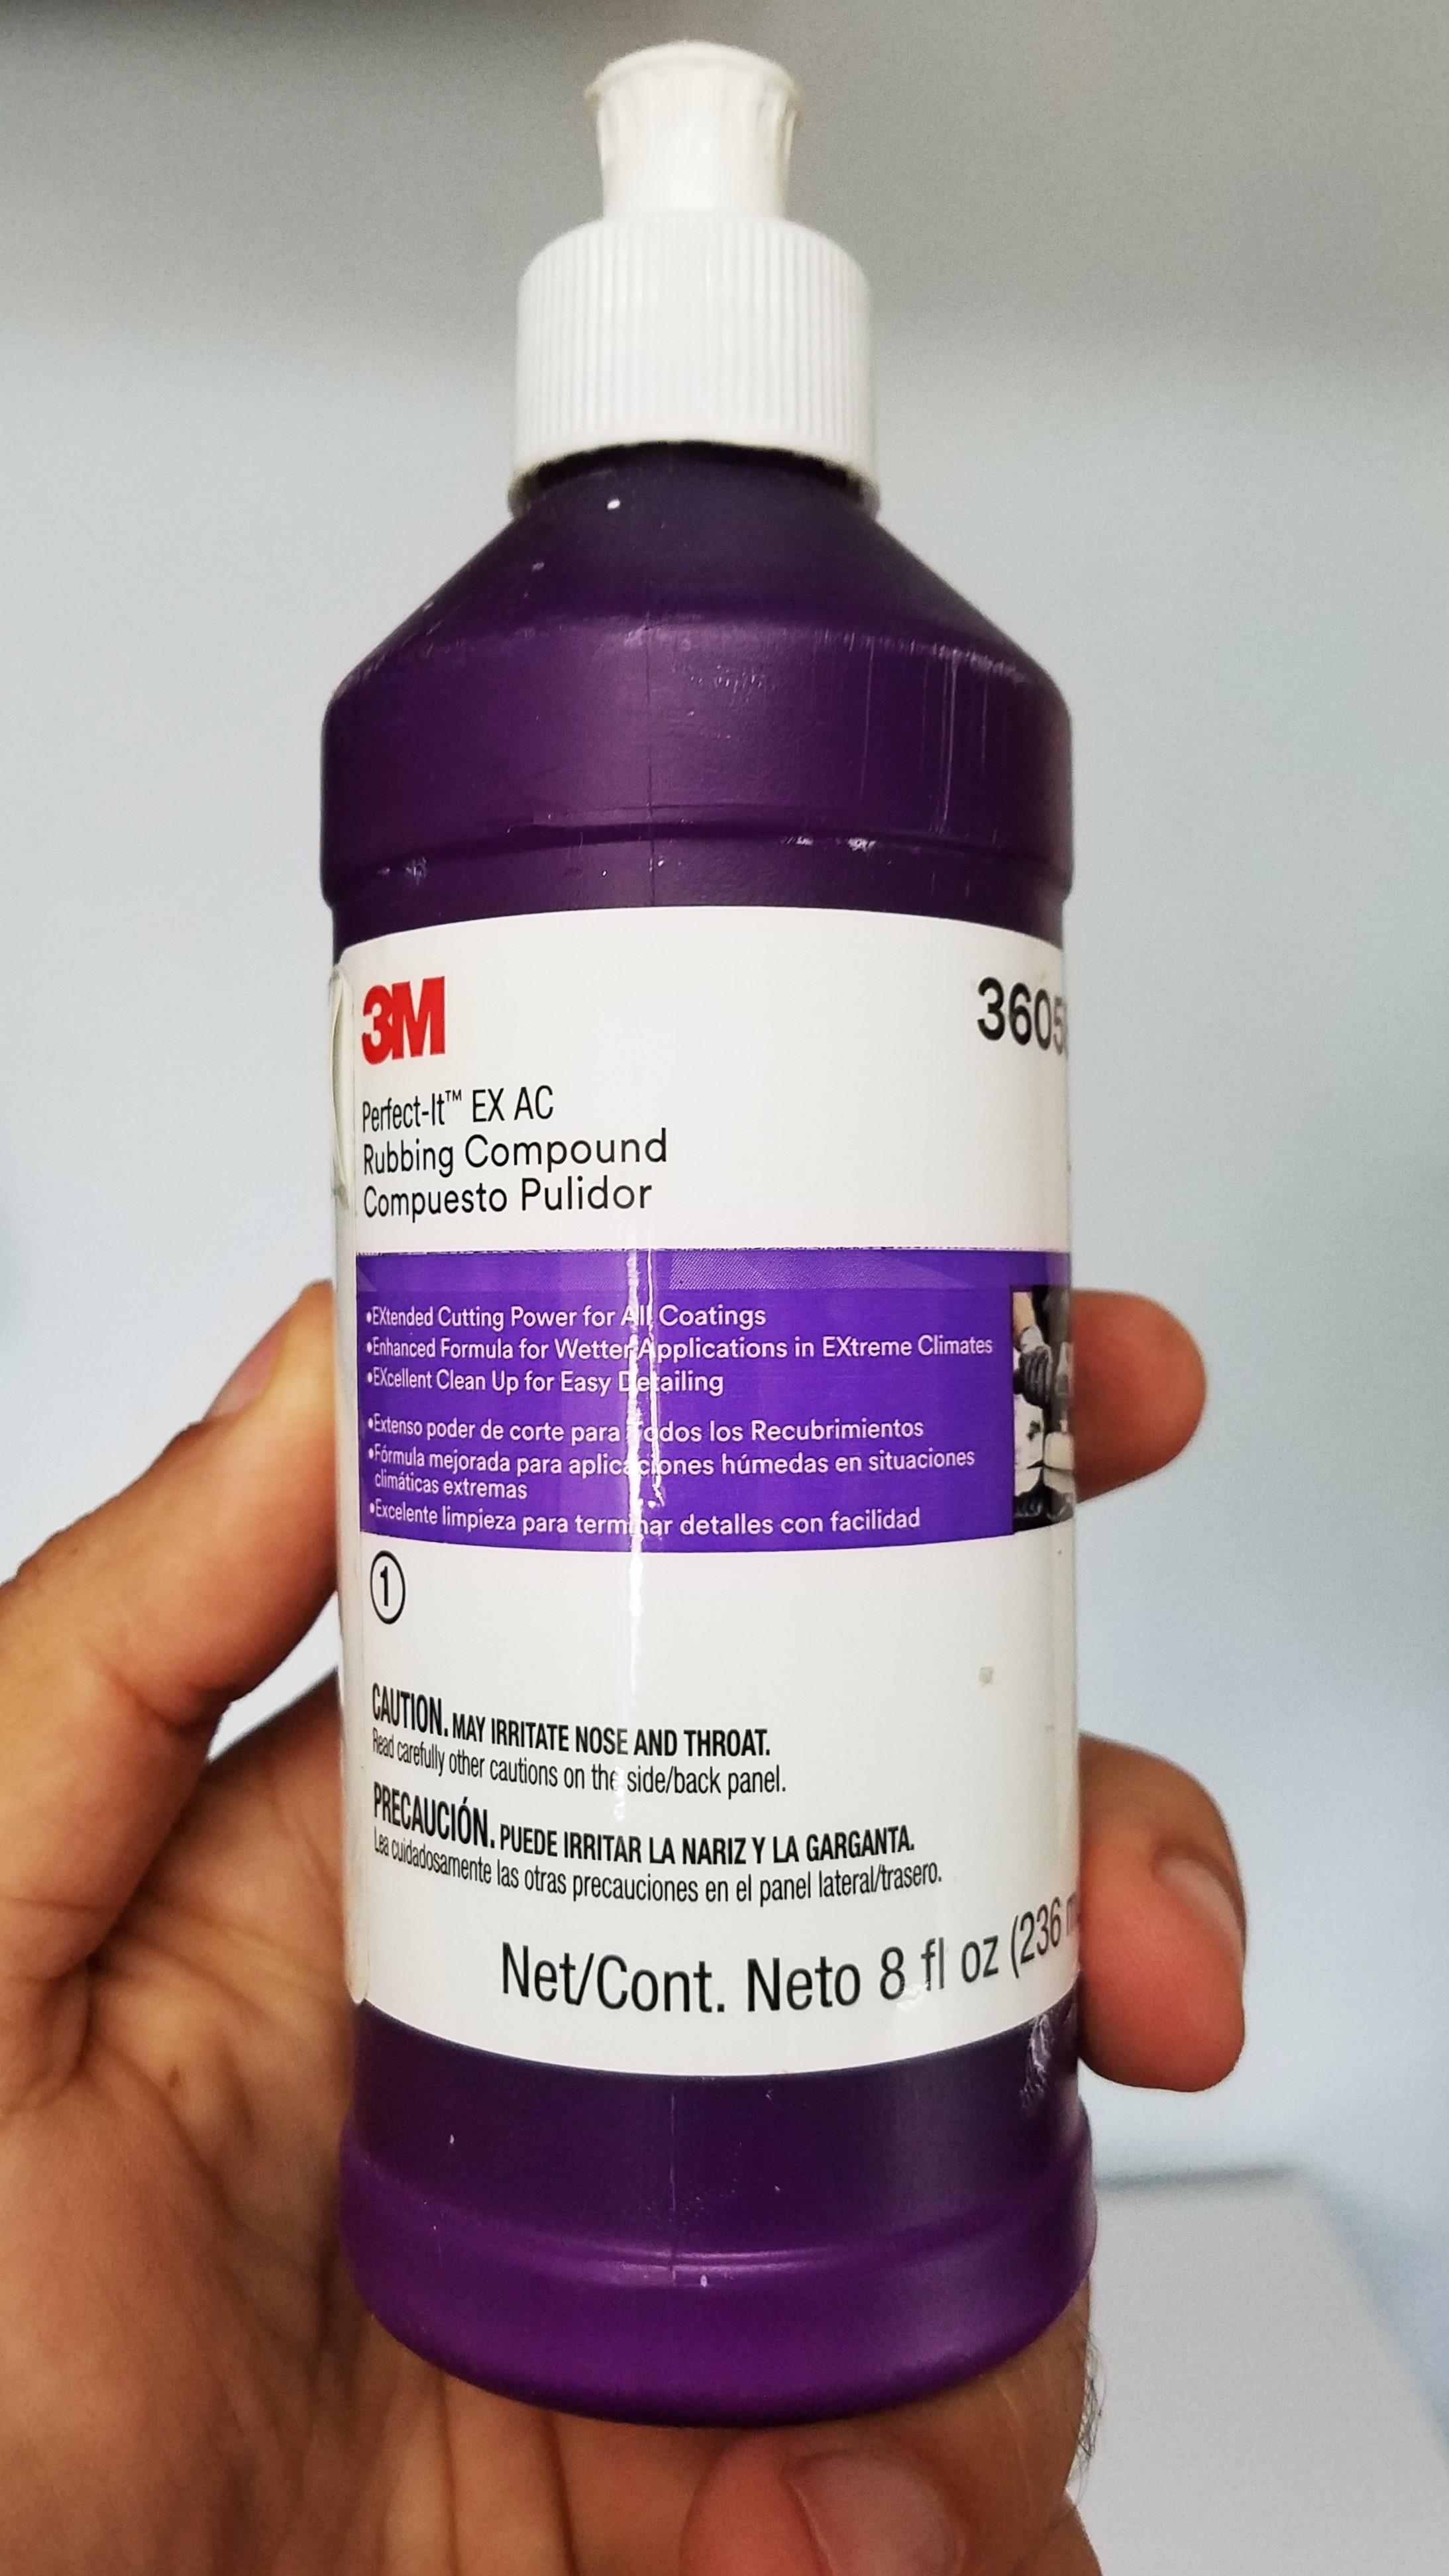 3M
Perfect-It™ EX AC
Rubbing Compound
Compuesto Pulidor
•EXtended Cutting Power for All Coatings
•Enhanced Formula for Wetter Applications in EXtreme Climates
•EXcellent Clean Up for Easy Detailing
•Extenso poder de corte para Todos los Recubrimientos
•Fórmula mejorada para aplicaciones húmedas en situaciones
climáticas extremas
•Excelente limpieza para terminar detalles con facilidad
1
CAUTION. MAY IRRITATE NOSE AND THROAT.
Read carefully other cautions on the side/back panel.
PRECAUCIÓN. PUEDE IRRITAR LA NARIZ Y LA GARGANTA.
Lea cuidadosamente las otras precauciones en el panel lateral/trasero.
Net/Cont. Neto 8 fl oz (236